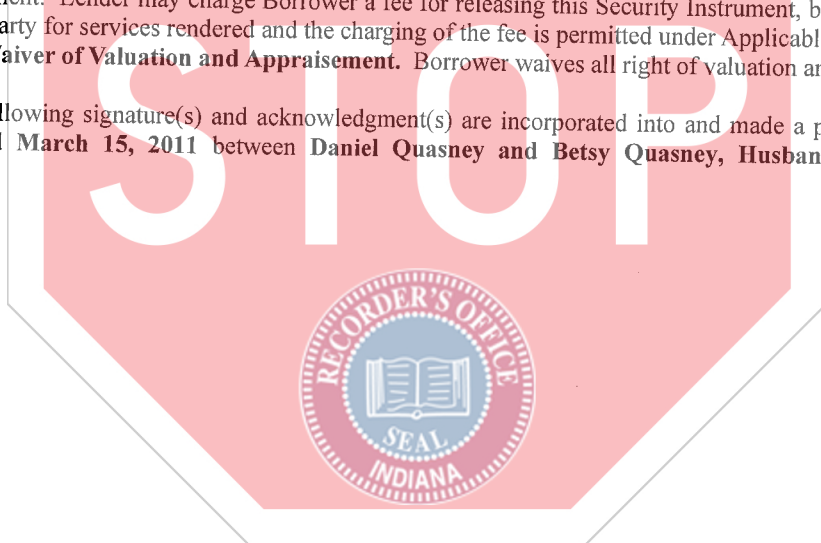 Lender may charge Borrower a fee for releasing this Security Instrument, b
arty for services rendered and the charging of the fee is permitted under Applicabl
aiver of Valuation and Appraisement. Borrower waives all right of valuation a
llowing signature(s) and acknowledgment(s) are incorporated into and made a p
March 15, 2011 between Daniel Quasney and Betsy Quasney, Husban
STOP
RECORDER'S OFFICE
SEAL
INDIANA